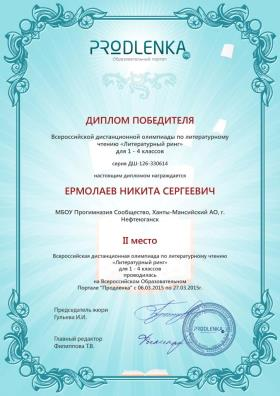 PRODLENKA
Образовательный портал
ДИПЛОМ ПОБЕДИТЕЛЯ
Всероссийской дистанционной олимпиады по литературному
чтению «Литературный ринг»
для 1 - 4 классов
серия ДШ-126-330614
настоящим дипломом награждается
ЕРМОЛАЕВ НИКИТА СЕРГЕЕВИЧ
МБОУ Прогимназия Сообщество, Ханты-Мансийский АО, г.
Нефтеюганск
II место
Всероссийская дистанционная олимпиада по литературному чтению
«Литературный ринг»
для 1 - 4 классов
проводилась
на Всероссийском Образовательном
Портале "Продленка" с 06.03.2015 по 27.03.2015г.
Председатель жюри
Гульева И.И.
Главный редактор
Филиппова Т.В.
PRODLENKA